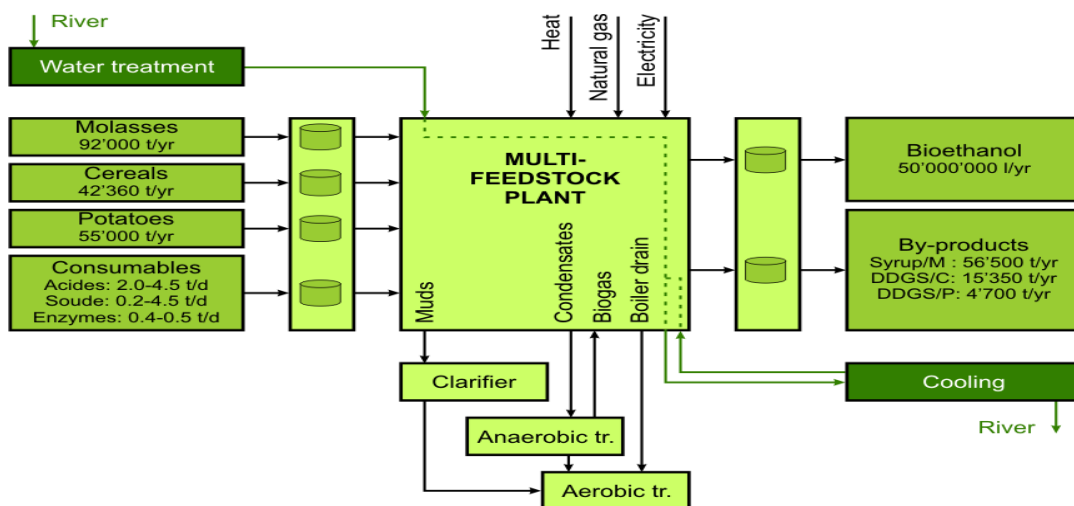 River
Water treatment
Heat
Natural gas
Electricity
Molasses
92’000 t/yr
Cereals
42’360 t/yr
Potatoes
55’000 t/yr
Consumables
Acides: 2.0-4.5 t/d
Soude: 0.2-4.5 t/d
Enzymes: 0.4-0.5 t/d
MULTI-
FEEDSTOCK
PLANT
Muds
Condensates
Biogas
Boiler drain
Bioethanol
50’000’000 l/yr
By-products
Syrup/M : 56’500 t/yr
DDGS/C: 15’350 t/yr
DDGS/P: 4’700 t/yr
Clarifier
Cooling
Anaerobic tr.
River
Aerobic tr.